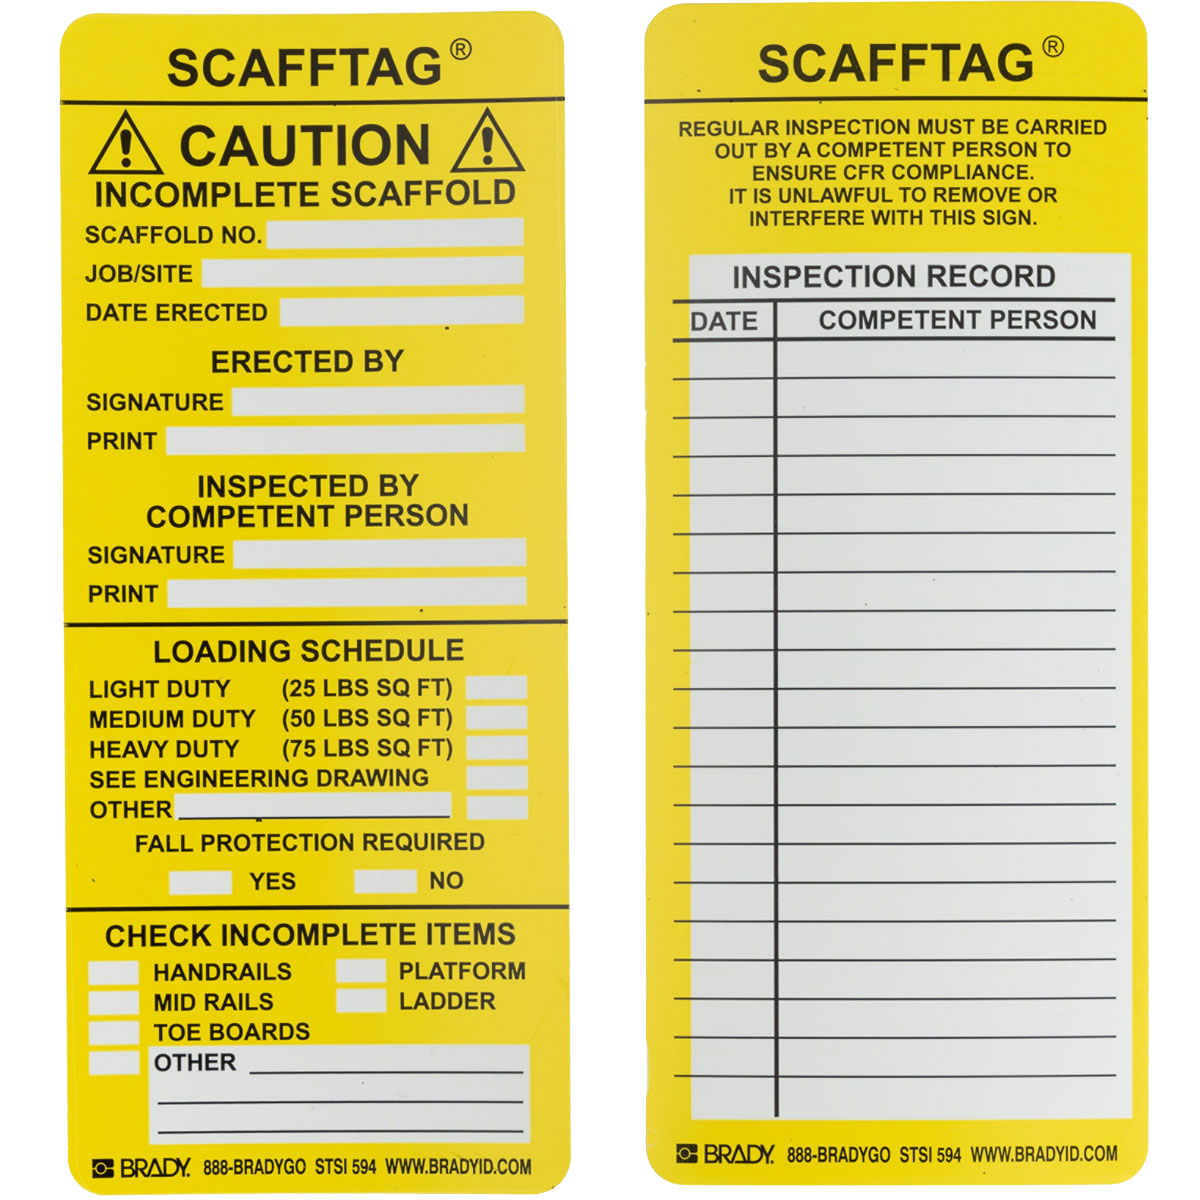 SCAFFTAG®
CAUTION
INCOMPLETE SCAFFOLD
SCAFFOLD NO.
JOB/SITE
DATE ERECTED
ERECTED BY
SIGNATURE
PRINT
INSPECTED BY
COMPETENT PERSON
SIGNATURE
PRINT
LOADING SCHEDULE
LIGHT DUTY (25 LBS SQ FT)
MEDIUM DUTY (50 LBS SQ FT)
HEAVY DUTY (75 LBS SQ FT)
SEE ENGINEERING DRAWING
OTHER
FALL PROTECTION REQUIRED
YES NO
CHECK INCOMPLETE ITEMS
HANDRAILS PLATFORM
MID RAILS LADDER
TOE BOARDS
OTHER
BRADY. 888-BRADYGO STSI 594 WWW.BRADYID.COM
SCAFFTAG®
REGULAR INSPECTION MUST BE CARRIED
OUT BY A COMPETENT PERSON TO
ENSURE CFR COMPLIANCE.
IT IS UNLAWFUL TO REMOVE OR
INTERFERE WITH THIS SIGN.
INSPECTION RECORD
DATE COMPETENT PERSON
BRADY. 888-BRADYGO STSI 594 WWW.BRADYID.COM